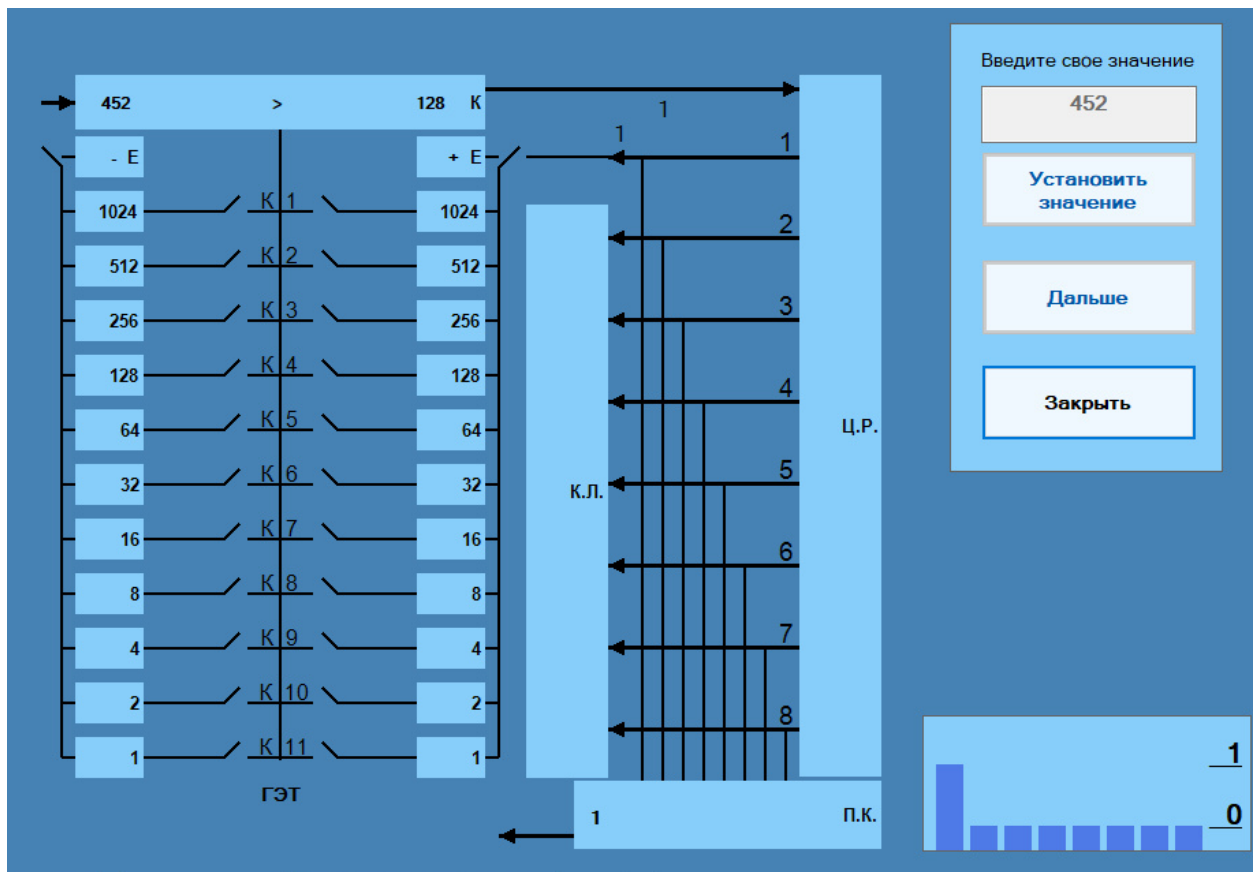 452 > 128 К
1
1
- Е
+ Е
1
1024 К 1 1024
2
512 К 2 512
3
256 К 3 256
4
128 К 4 128
64 К 5 64
Ц.Р.
5
32 К 6 32
К.Л.
16 К 7 16
6
8 К 8 8
7
4 К 9 4
2 К 10 2
8
1 К 11 1
ГЭТ
1 П.К.
Введите свое значение
452
Установить
значение
Дальше
Закрыть
1
0